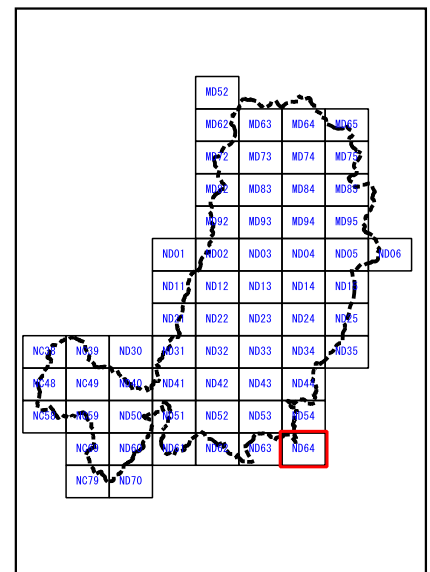 MD52
MD62 MD63 MD64 MD65
MD72 MD73 MD74 MD75
MD82 MD83 MD84 MD85
MD92 MD93 MD94 MD95
ND01 ND02 ND03 ND04 ND05 ND06
ND11 ND12 ND13 ND14 ND15
ND21 ND22 ND23 ND24 ND25
NC38 NC39 ND30 ND31 ND32 ND33 ND34 ND35
NC48 NC49 ND40 ND41 ND42 ND43 ND44
NC58 NC59 ND50 ND51 ND52 ND53 ND54
NC69 ND60 ND61 ND62 ND63 ND64
NC79 ND70